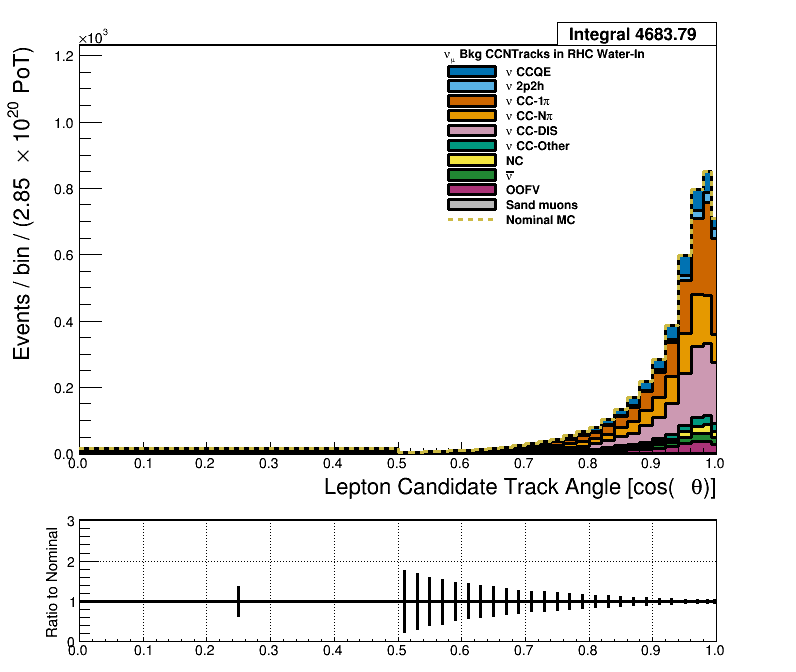 Integral 4683.79
×10³
ν_μ Bkg CCNTracks in RHC Water-In
ν CCQE
ν 2p2h
ν CC-1π
ν CC-Nπ
ν CC-DIS
ν CC-Other
NC
ν̅
OOFV
Sand muons
Nominal MC
Events / bin / (2.85 × 10²⁰ PoT)
1.2
1.0
0.8
0.6
0.4
0.2
0.0
0.0 0.1 0.2 0.3 0.4 0.5 0.6 0.7 0.8 0.9 1.0
Lepton Candidate Track Angle [cos( θ)]
Ratio to Nominal
3
2
1
0
0.0 0.1 0.2 0.3 0.4 0.5 0.6 0.7 0.8 0.9 1.0